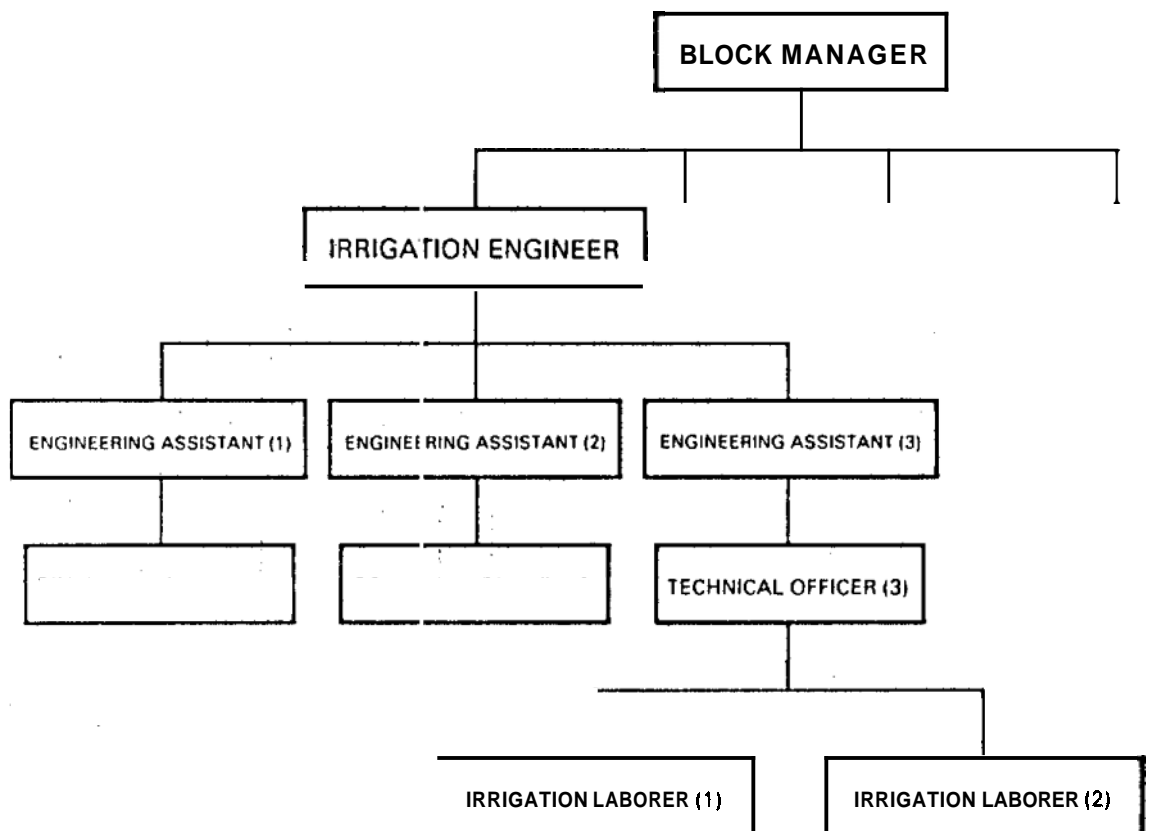 BLOCK MANAGER
IRRIGATION ENGINEER
ENGINEERING ASSISTANT (1)
ENGINEERING ASSISTANT (2)
ENGINEERING ASSISTANT (3)
TECHNICAL OFFICER (3)
IRRIGATION LABORER (1)
IRRIGATION LABORER (2)